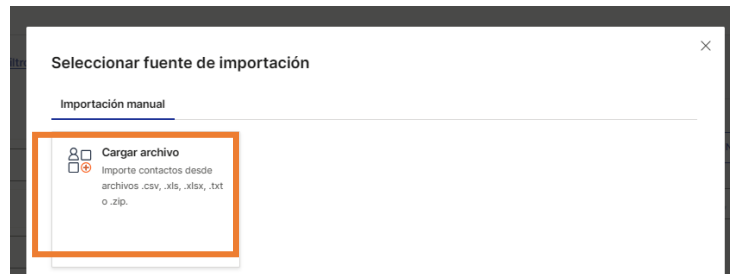 Seleccionar fuente de importación
Importación manual
Cargar archivo
Importe contactos desde
archivos .csv, .xls, .xlsx, .txt
o .zip.